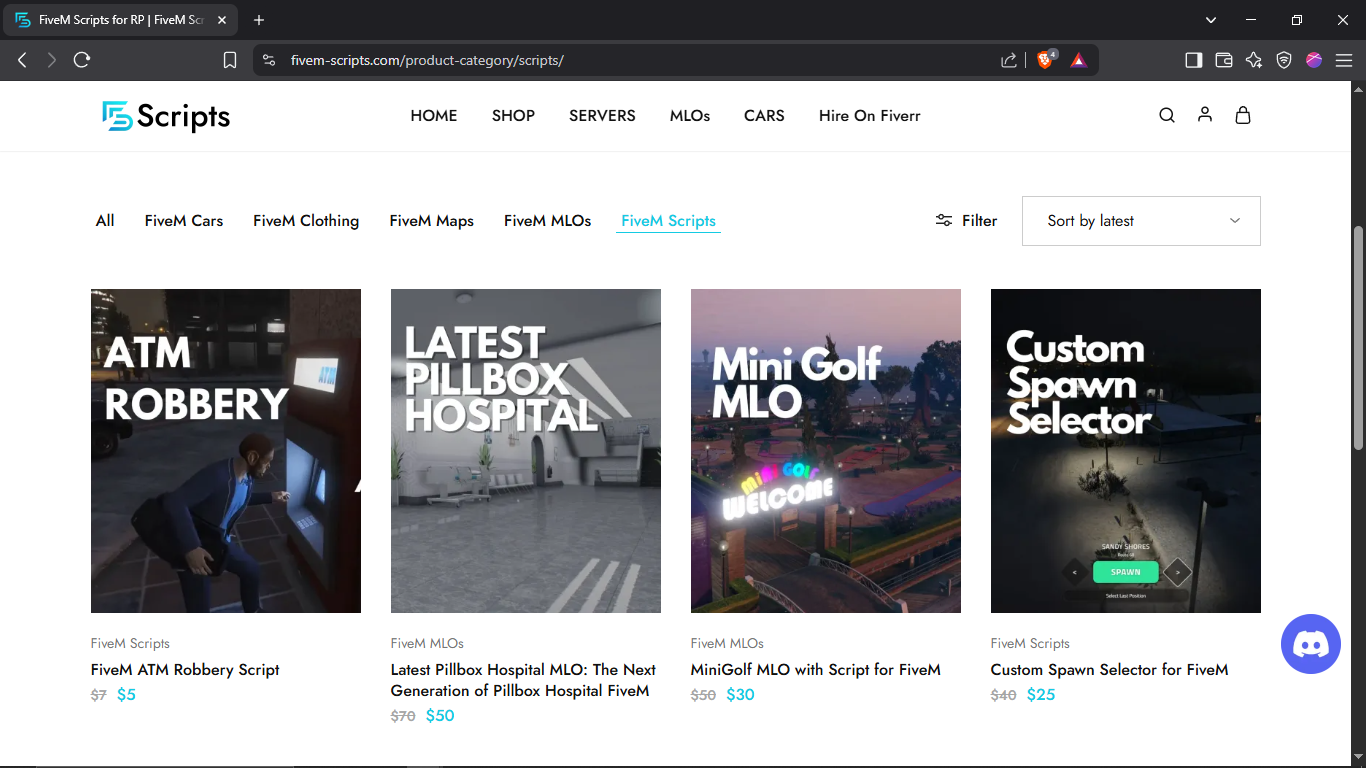 FiveM Scripts for RP | FiveM Scr
fivem-scripts.com/product-category/scripts/
4
Scripts
HOME SHOP SERVERS MLOs CARS Hire On Fiverr
All FiveM Cars FiveM Clothing FiveM Maps FiveM MLOs FiveM Scripts Filter Sort by latest
ATM
ROBBERY
ATM
LATEST
PILLBOX
HOSPITAL
Mini Golf
MLO
MINI GOLF
WELCOME
Custom
Spawn
Selector
SANDY SHORES
< SPAWN >
Select Last Position
FiveM Scripts
FiveM ATM Robbery Script
$7 $5
FiveM MLOs
Latest Pillbox Hospital MLO: The Next
Generation of Pillbox Hospital FiveM
$70 $50
FiveM MLOs
MiniGolf MLO with Script for FiveM
$50 $30
FiveM Scripts
Custom Spawn Selector for FiveM
$40 $25